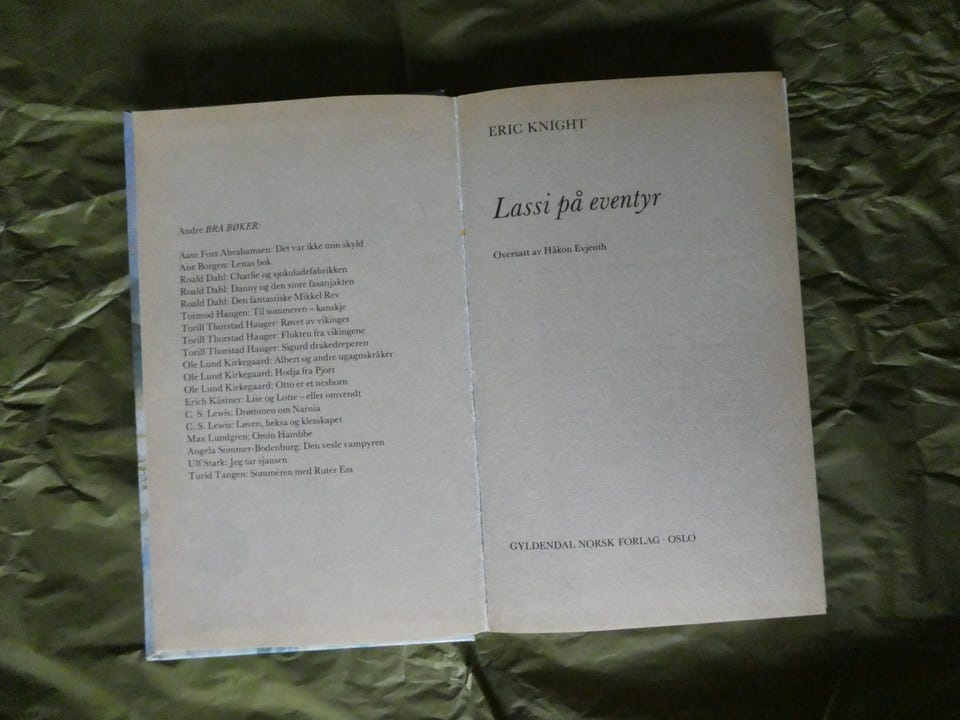 Andre BRA BØKER:
Aase Foss Abrahamsen: Det var ikke min skyld
Ane Borgen: Lenas bok
Roald Dahl: Charlie og sjokoladefabrikken
Roald Dahl: Danny og den store fasanjakten
Roald Dahl: Den fantastiske Mikkel Rev
Tormod Haugen: Til sommeren – kanskje
Torill Thorstad Hauger: Røvet av vikinger
Torill Thorstad Hauger: Flukten fra vikingene
Torill Thorstad Hauger: Sigurd drakedreperen
Ole Lund Kirkegaard: Albert og andre ugagnskråker
Ole Lund Kirkegaard: Hodja fra Pjort
Ole Lund Kirkegaard: Otto er et neshorn
Erich Kästner: Lise og Lotte – eller omvendt
C. S. Lewis: Drømmen om Narnia
C. S. Lewis: Løven, heksa og klesskapet
Max Lundgren: Omin Hambbe
Angela Sommer-Bodenburg: Den vesle vampyren
Ulf Stark: Jeg tar sjansen
Turid Tangen: Sommeren med Ruter Ess
ERIC KNIGHT
Lassi på eventyr
Oversatt av Håkon Evjenth
GYLDENDAL NORSK FORLAG · OSLO